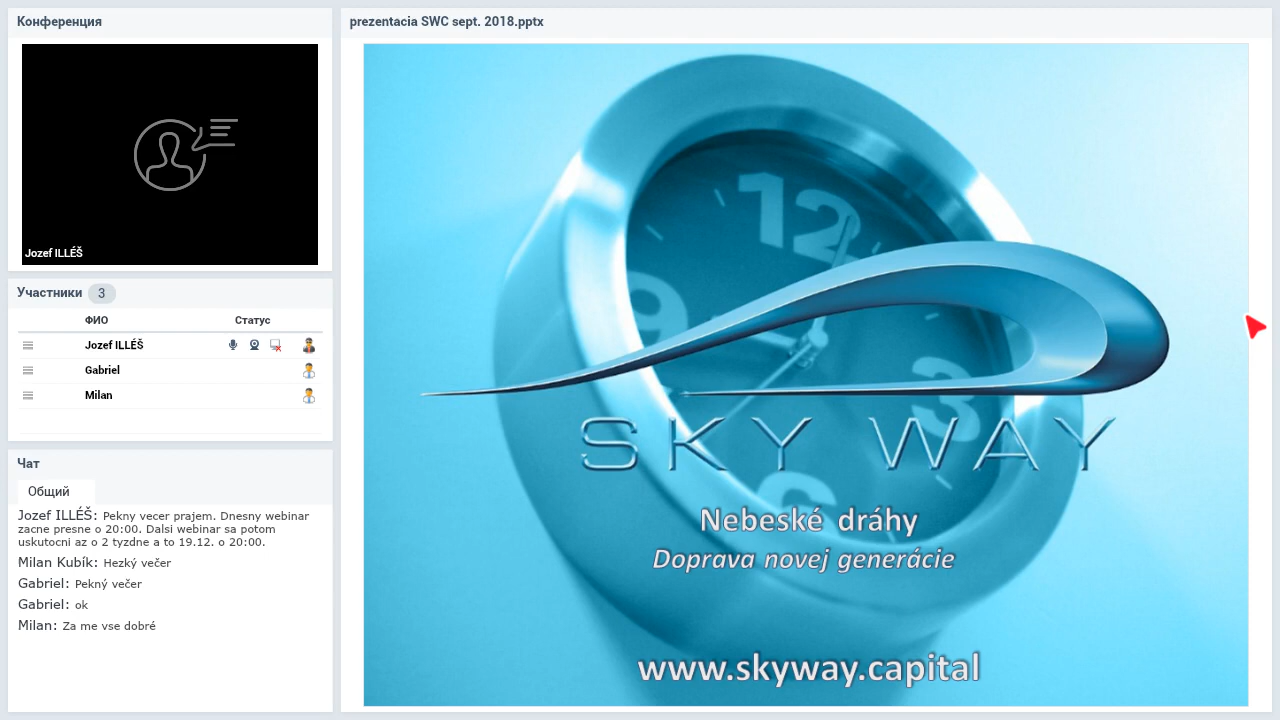 Конференция
Jozef ILLÉŠ
Участники 3
ФИО Статус
Jozef ILLÉŠ
Gabriel
Milan
Чат
Общий
Jozef ILLÉŠ: Pekny vecer prajem. Dnesny webinar
zacne presne o 20:00. Dalsi webinar sa potom
uskutocni az o 2 tyzdne a to 19.12. o 20:00.
Milan Kubík: Hezký večer
Gabriel: Pekný večer
Gabriel: ok
Milan: Za me vse dobré
prezentacia SWC sept. 2018.pptx
12
9
3
6
SKY WAY
Nebeské dráhy
Doprava novej generácie
www.skyway.capital